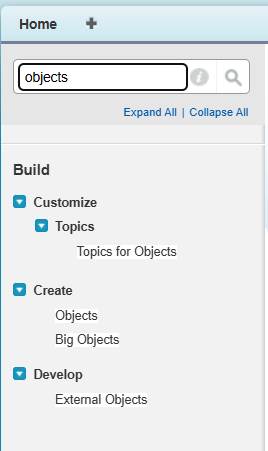 Home
objects
Expand All | Collapse All
Build
Customize
Topics
Topics for Objects
Create
Objects
Big Objects
Develop
External Objects